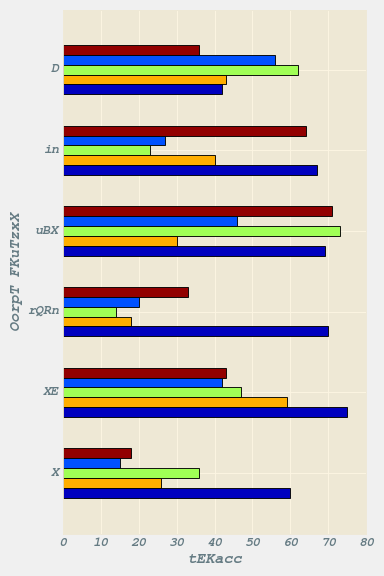 D
in
uBX
rQRn
XE
X
OorpT FKuTzxX
0 10 20 30 40 50 60 70 80
tEKacc